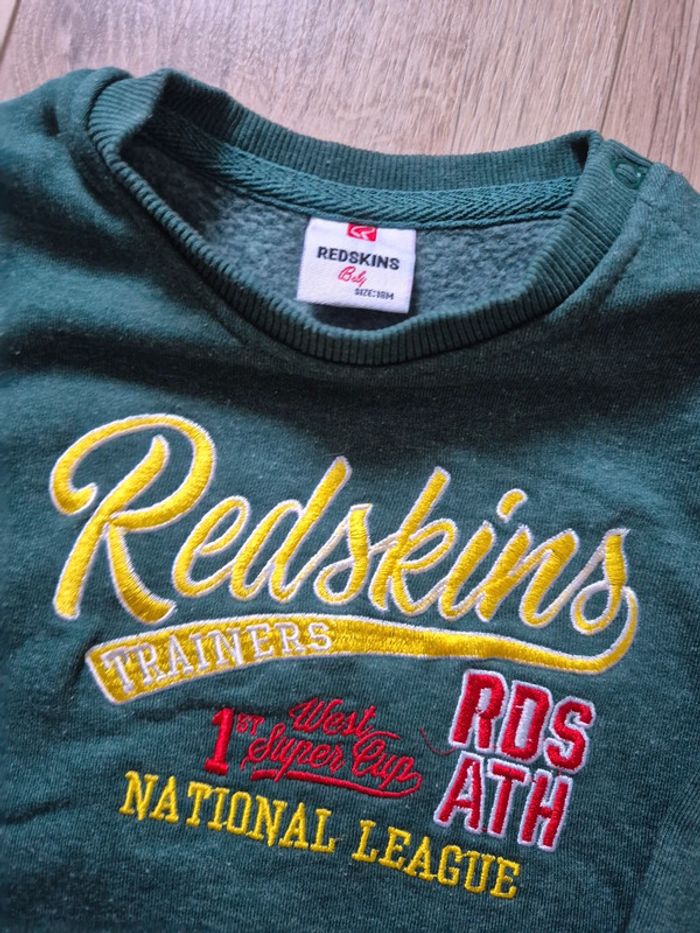 REDSKINS
Baby
SIZE:18M
Redskins
TRAINERS
1ST West
Super Cup
RDS
ATH
NATIONAL LEAGUE